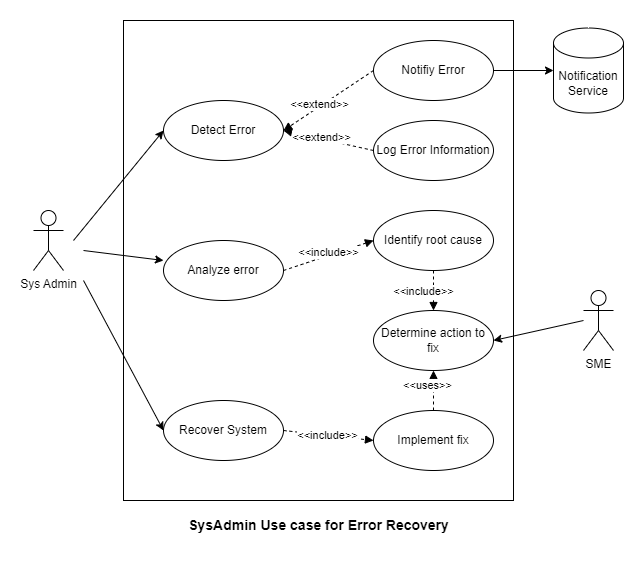 Notifiy Error
Notification
Service
<<extend>>
Detect Error
<<extend>>
Log Error Information
Identify root cause
<<include>>
Analyze error
Sys Admin
<<include>>
Determine action to
fix
SME
<<uses>>
Recover System
<<include>>
Implement fix
SysAdmin Use case for Error Recovery